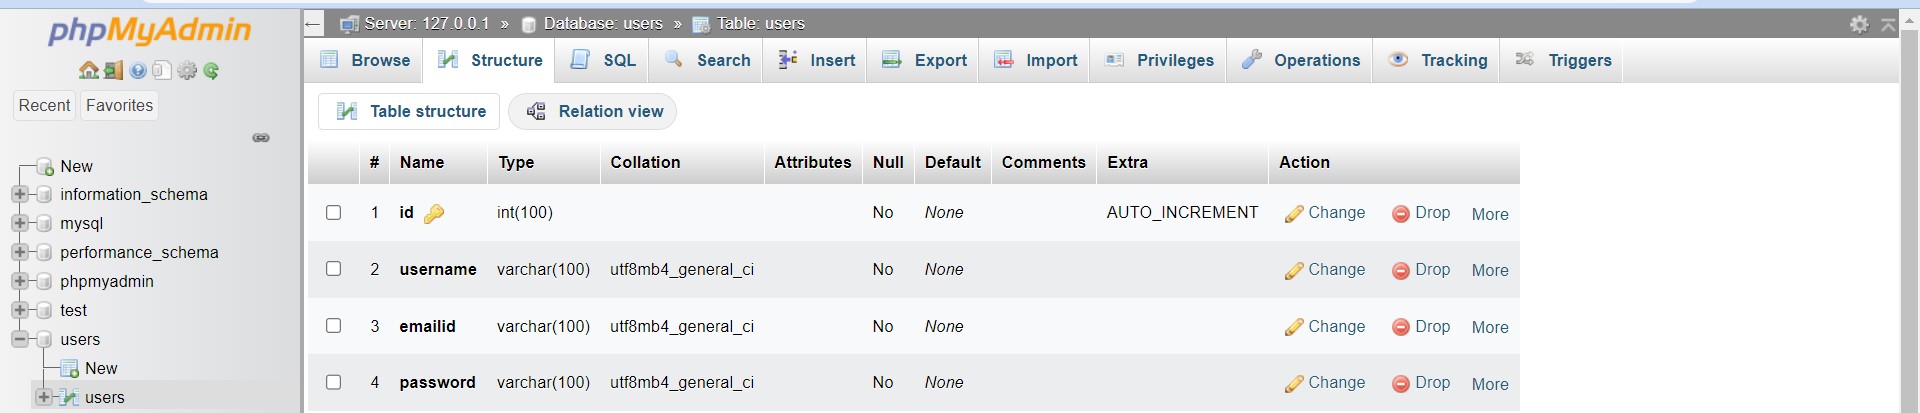 phpMyAdmin
Recent Favorites
New
information_schema
mysql
performance_schema
phpmyadmin
test
users
New
users
Server: 127.0.0.1 » Database: users » Table: users
Browse Structure SQL Search Insert Export Import Privileges Operations Tracking Triggers
Table structure Relation view
# Name Type Collation Attributes Null Default Comments Extra Action
1 id int(100) No None AUTO_INCREMENT Change Drop More
2 username varchar(100) utf8mb4_general_ci No None Change Drop More
3 emailid varchar(100) utf8mb4_general_ci No None Change Drop More
4 password varchar(100) utf8mb4_general_ci No None Change Drop More